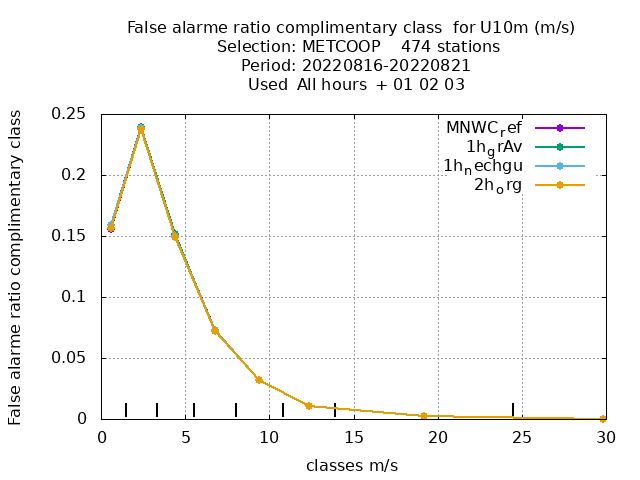 False alarme ratio complimentary class  for U10m (m/s)
Selection: METCOOP    474 stations
Period: 20220816-20220821
Used  All hours  + 01 02 03
False alarme ratio complimentary class
0.25
0.2
0.15
0.1
0.05
0
MNWC_ref
1h_grAv
1h_nechgu
2h_org
0 5 10 15 20 25 30
classes m/s